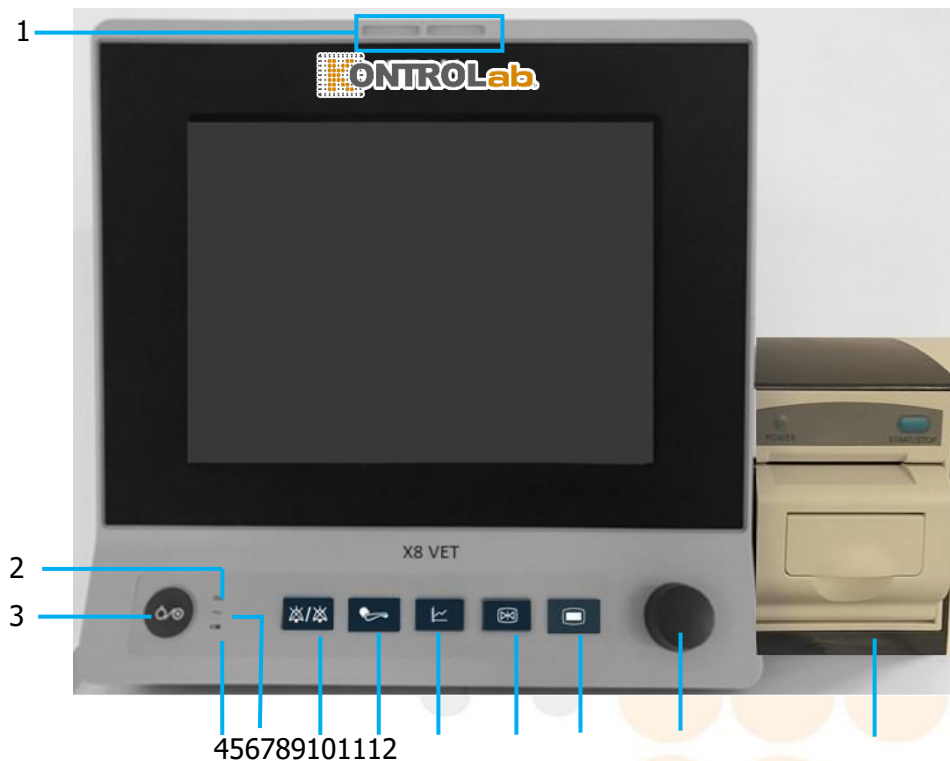 1
KONTROLab
POWER
START/STOP
X8 VET
2
3
456789101112